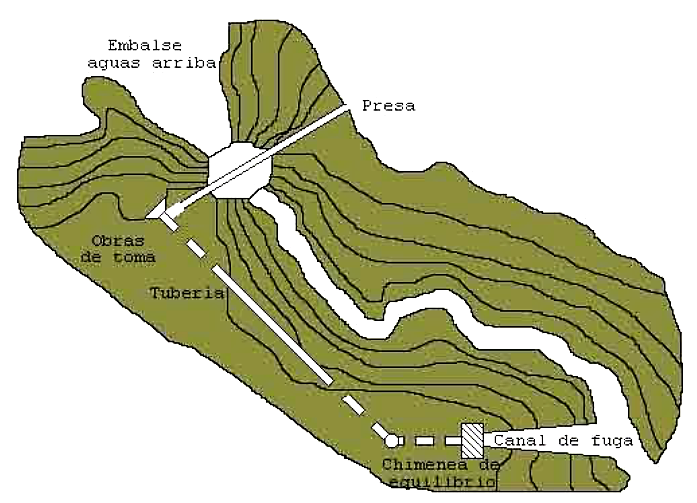 Embalse
aguas arriba
Presa
Obras
de toma
Tuberia
Canal de fuga
Chimenea de
equilibrio